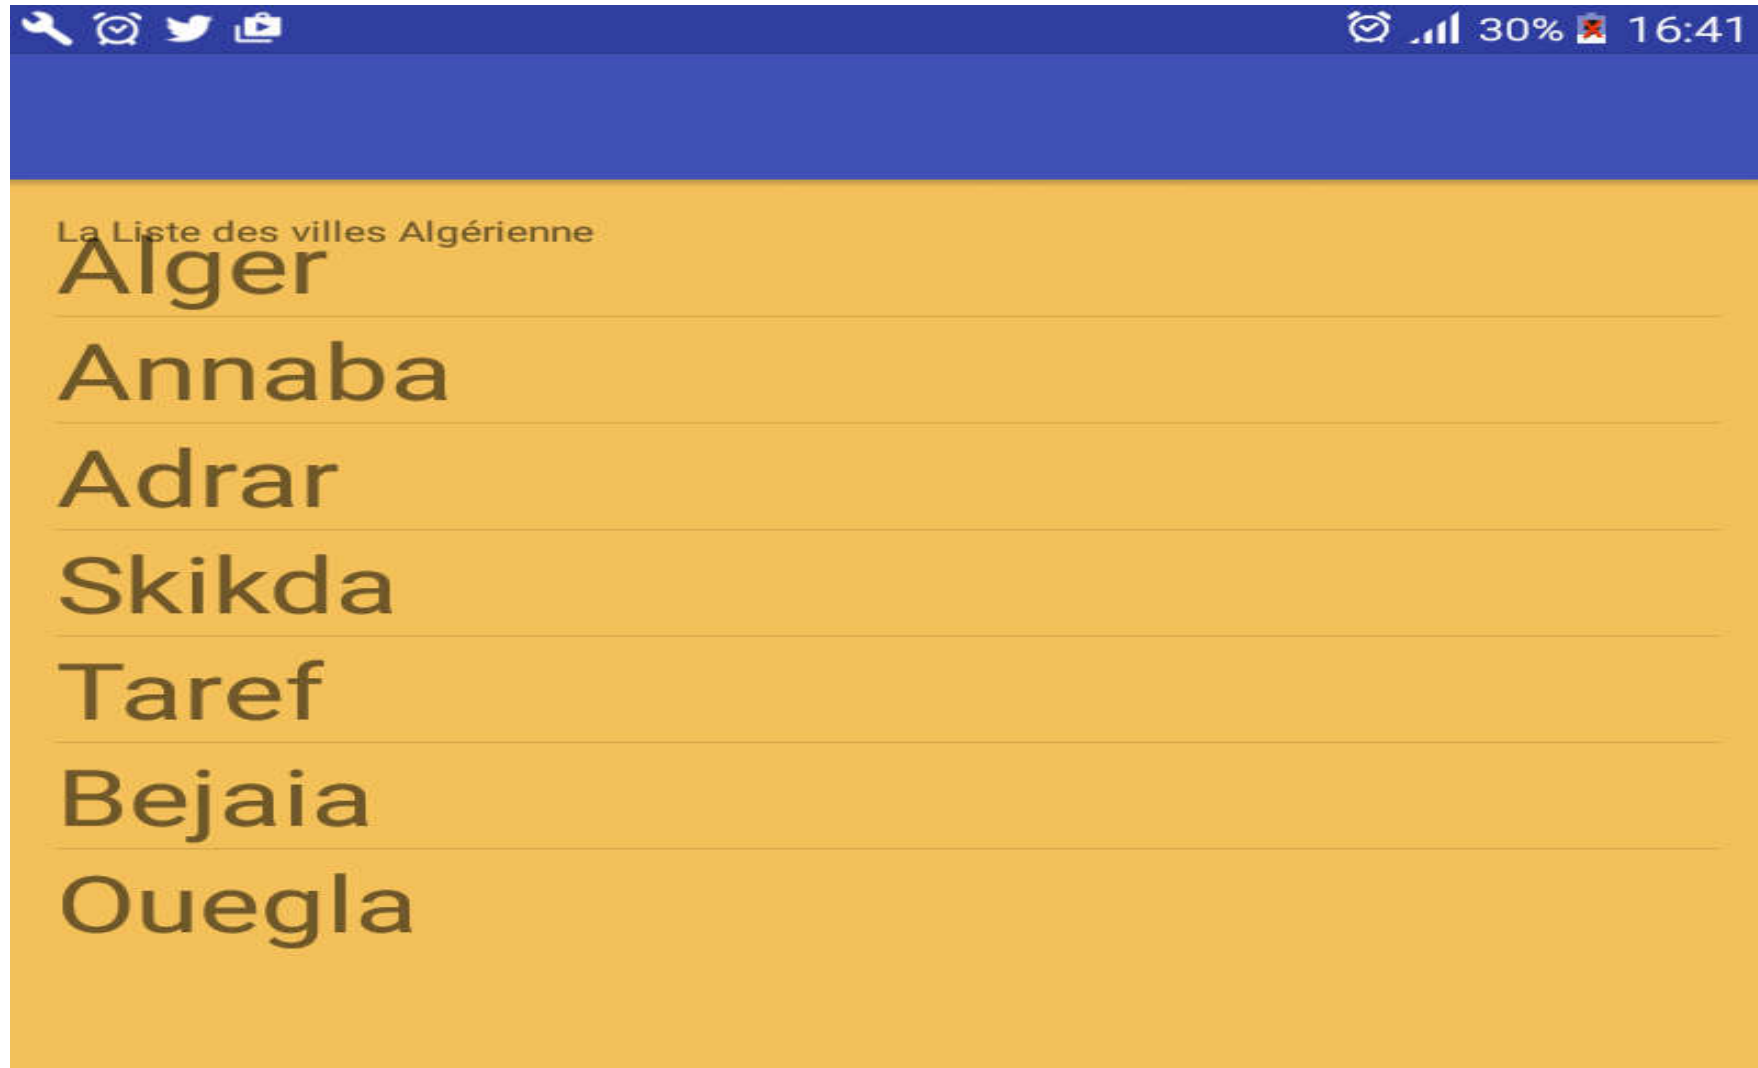 30% 16:41
La Liste des villes Algérienne
Alger
Annaba
Adrar
Skikda
Taref
Bejaia
Ouegla